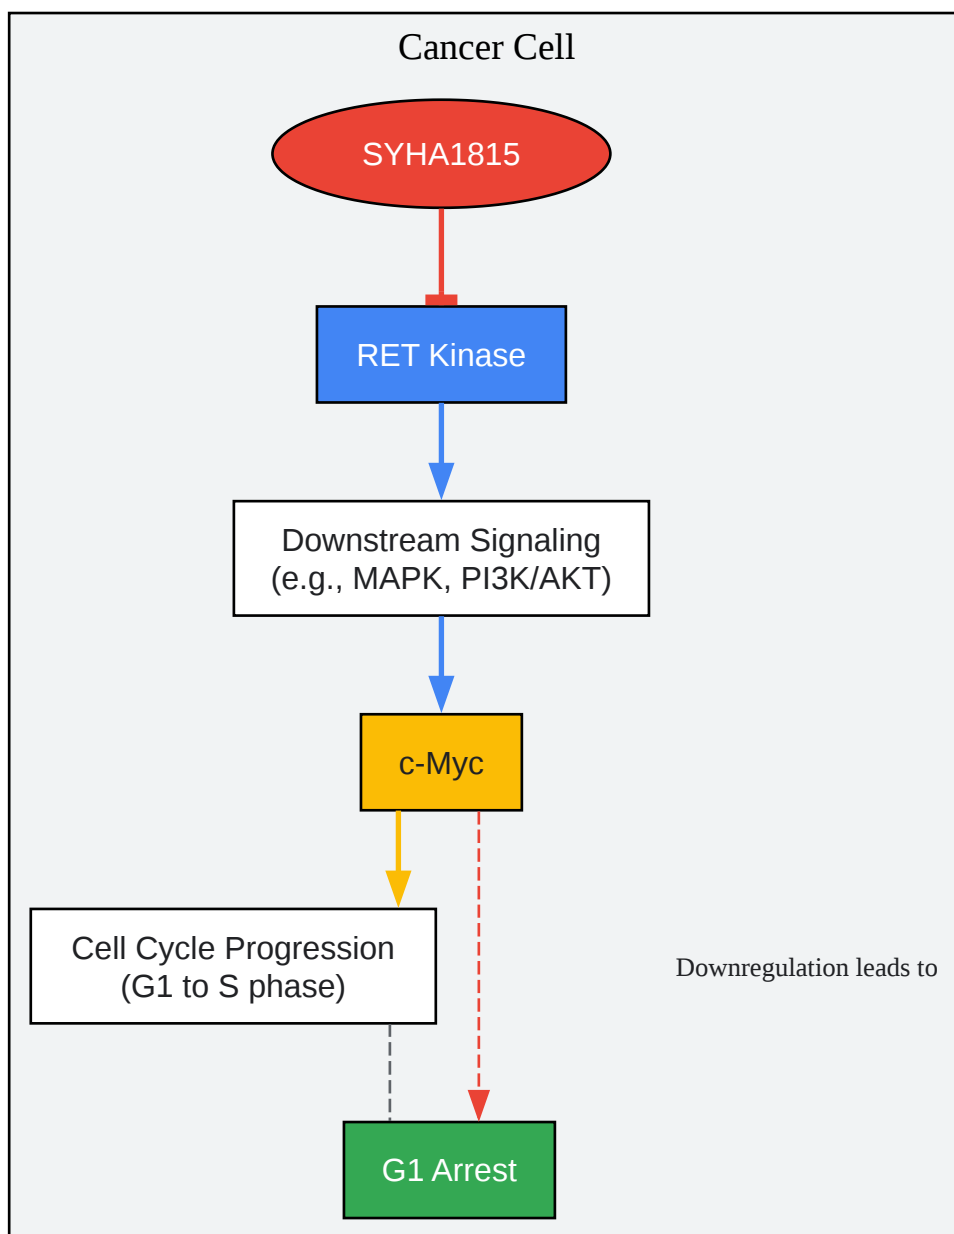 Cancer Cell
SYHA1815
RET Kinase
Downstream Signaling
(e.g., MAPK, PI3K/AKT)
c-Myc
Cell Cycle Progression
(G1 to S phase)
Downregulation leads to
G1 Arrest